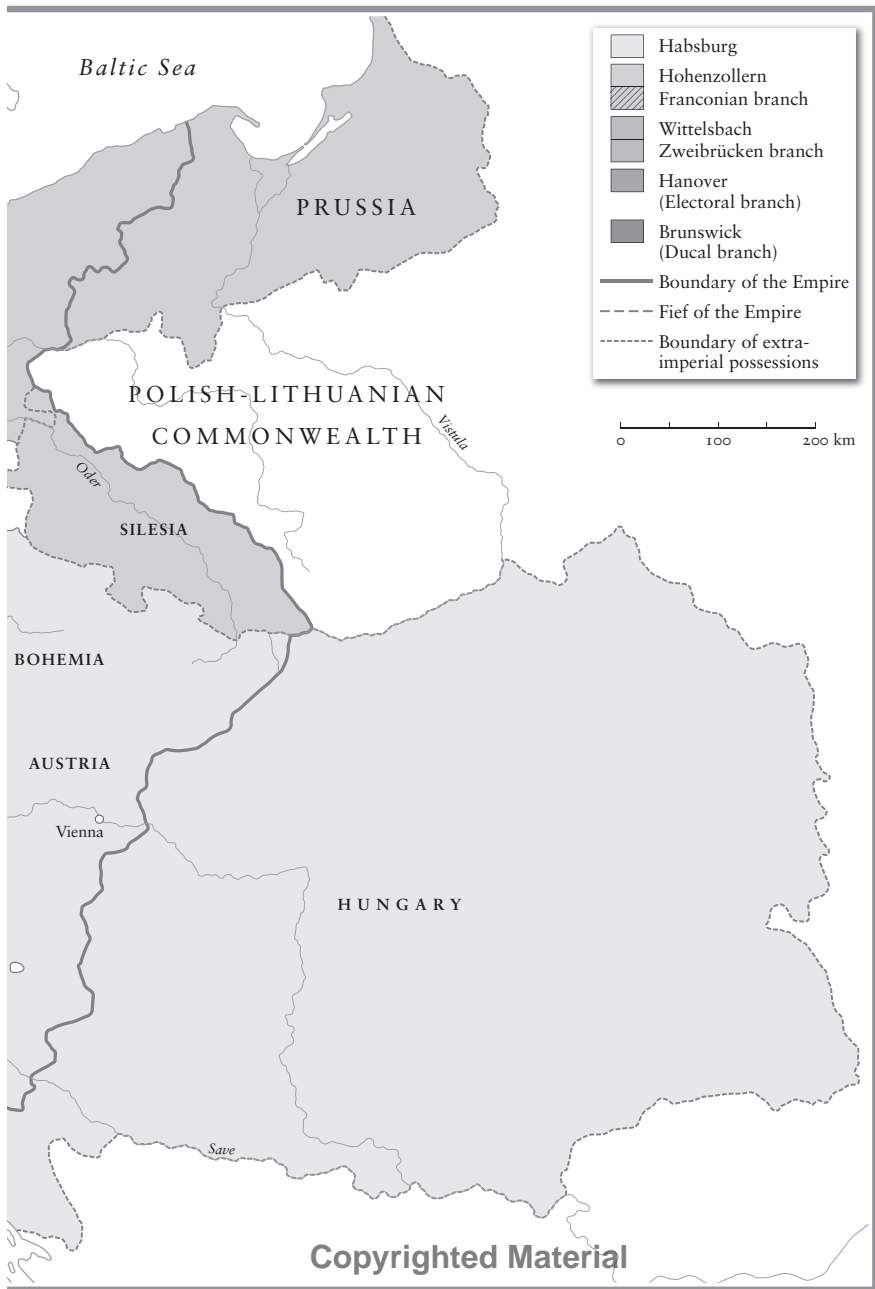 Baltic Sea
Habsburg
Hohenzollern
Franconian branch
Wittelsbach
Zweibrücken branch
Hanover
(Electoral branch)
Brunswick
(Ducal branch)
Boundary of the Empire
Fief of the Empire
Boundary of extra-
imperial possessions
PRUSSIA
POLISH-LITHUANIAN
COMMONWEALTH
Vistula
0 100 200 km
Oder
SILESIA
BOHEMIA
AUSTRIA
Vienna
HUNGARY
Save
Copyrighted Material